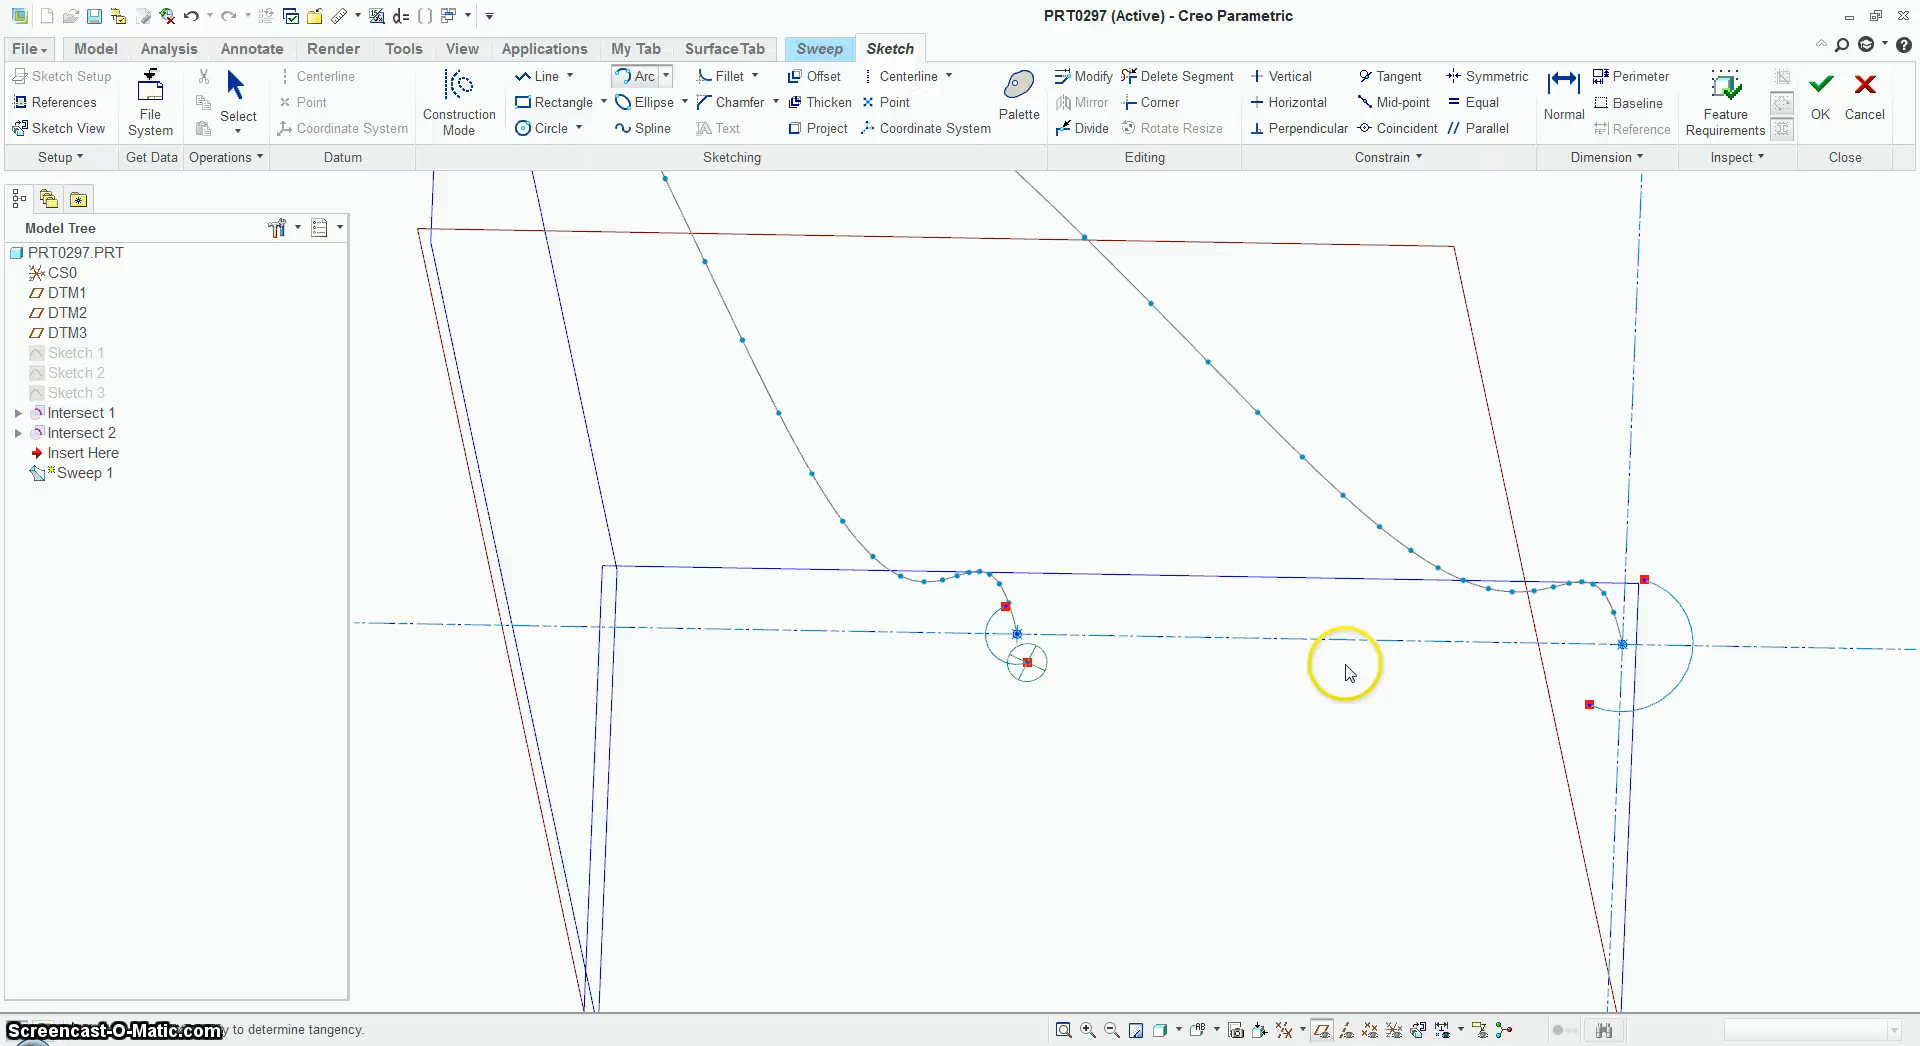 PRT0297 (Active) - Creo Parametric
File Model Analysis Annotate Render Tools View Applications My Tab Surface Tab Sweep Sketch
Sketch Setup
References
Sketch View
File System
Select
Centerline
Point
Coordinate System
Construction Mode
Line Arc Fillet Offset Centerline
Rectangle Ellipse Chamfer Thicken Point
Circle Spline Text Project Coordinate System
Palette
Modify Delete Segment
Mirror Corner
Divide Rotate Resize
Vertical Tangent Symmetric
Horizontal Mid-point Equal
Perpendicular Coincident Parallel
Normal
Perimeter
Baseline
Reference
Feature Requirements
OK
Cancel
Setup Get Data Operations Datum Sketching Editing Constrain Dimension Inspect Close
Model Tree
PRT0297.PRT
CS0
DTM1
DTM2
DTM3
Sketch 1
Sketch 2
Sketch 3
Intersect 1
Intersect 2
Insert Here
Sweep 1
Screencast-O-Matic.com
y to determine tangency.